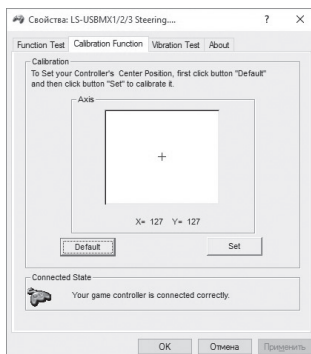 Свойства: LS-USBMX1/2/3 Steering....
Function Test Calibration Function Vibration Test About
Calibration
To Set your Controller's Center Position, first click button "Default"
and then click button "Set" to calibrate it.
Axis
X= 127 Y= 127
Default Set
Connected State
Your game controller is connected correctly.
OK Отмена Применить